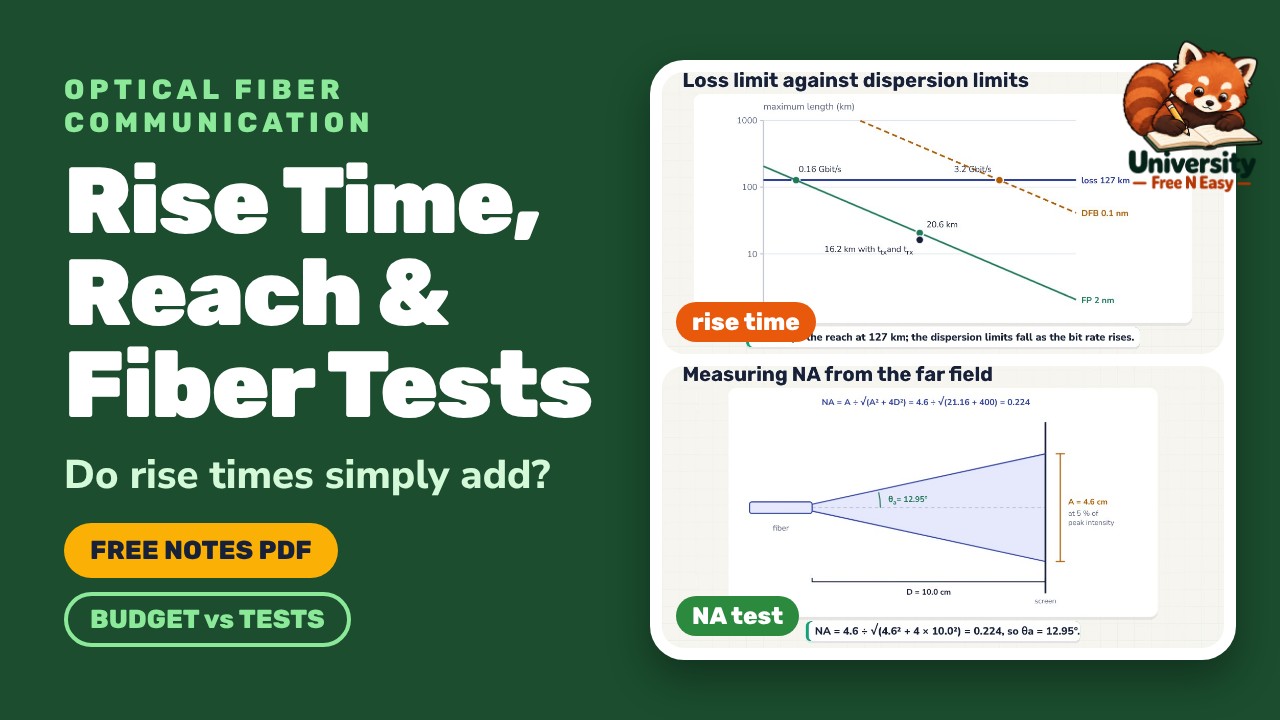 OPTICAL FIBER
COMMUNICATION
Rise Time,
Reach &
Fiber Tests
Do rise times simply add?
FREE NOTES PDF
BUDGET vs TESTS
Loss limit against dispersion limits
maximum length (km)
1000
100
10
0.16 Gbit/s
3.2 Gbit/s
loss 127 km
DFB 0.1 nm
20.6 km
16.2 km with t_tx and t_rx
FP 2 nm
rise time
the reach at 127 km; the dispersion limits fall as the bit rate rises.
Measuring NA from the far field
NA = A ÷ √(A² + 4D²) = 4.6 ÷ √(21.16 + 400) = 0.224
θa = 12.95°
fiber
A = 4.6 cm
at 5 % of
peak intensity
D = 10.0 cm
screen
NA test
NA = 4.6 ÷ √(4.6² + 4 × 10.0²) = 0.224, so θa = 12.95°.
University
Free N Easy